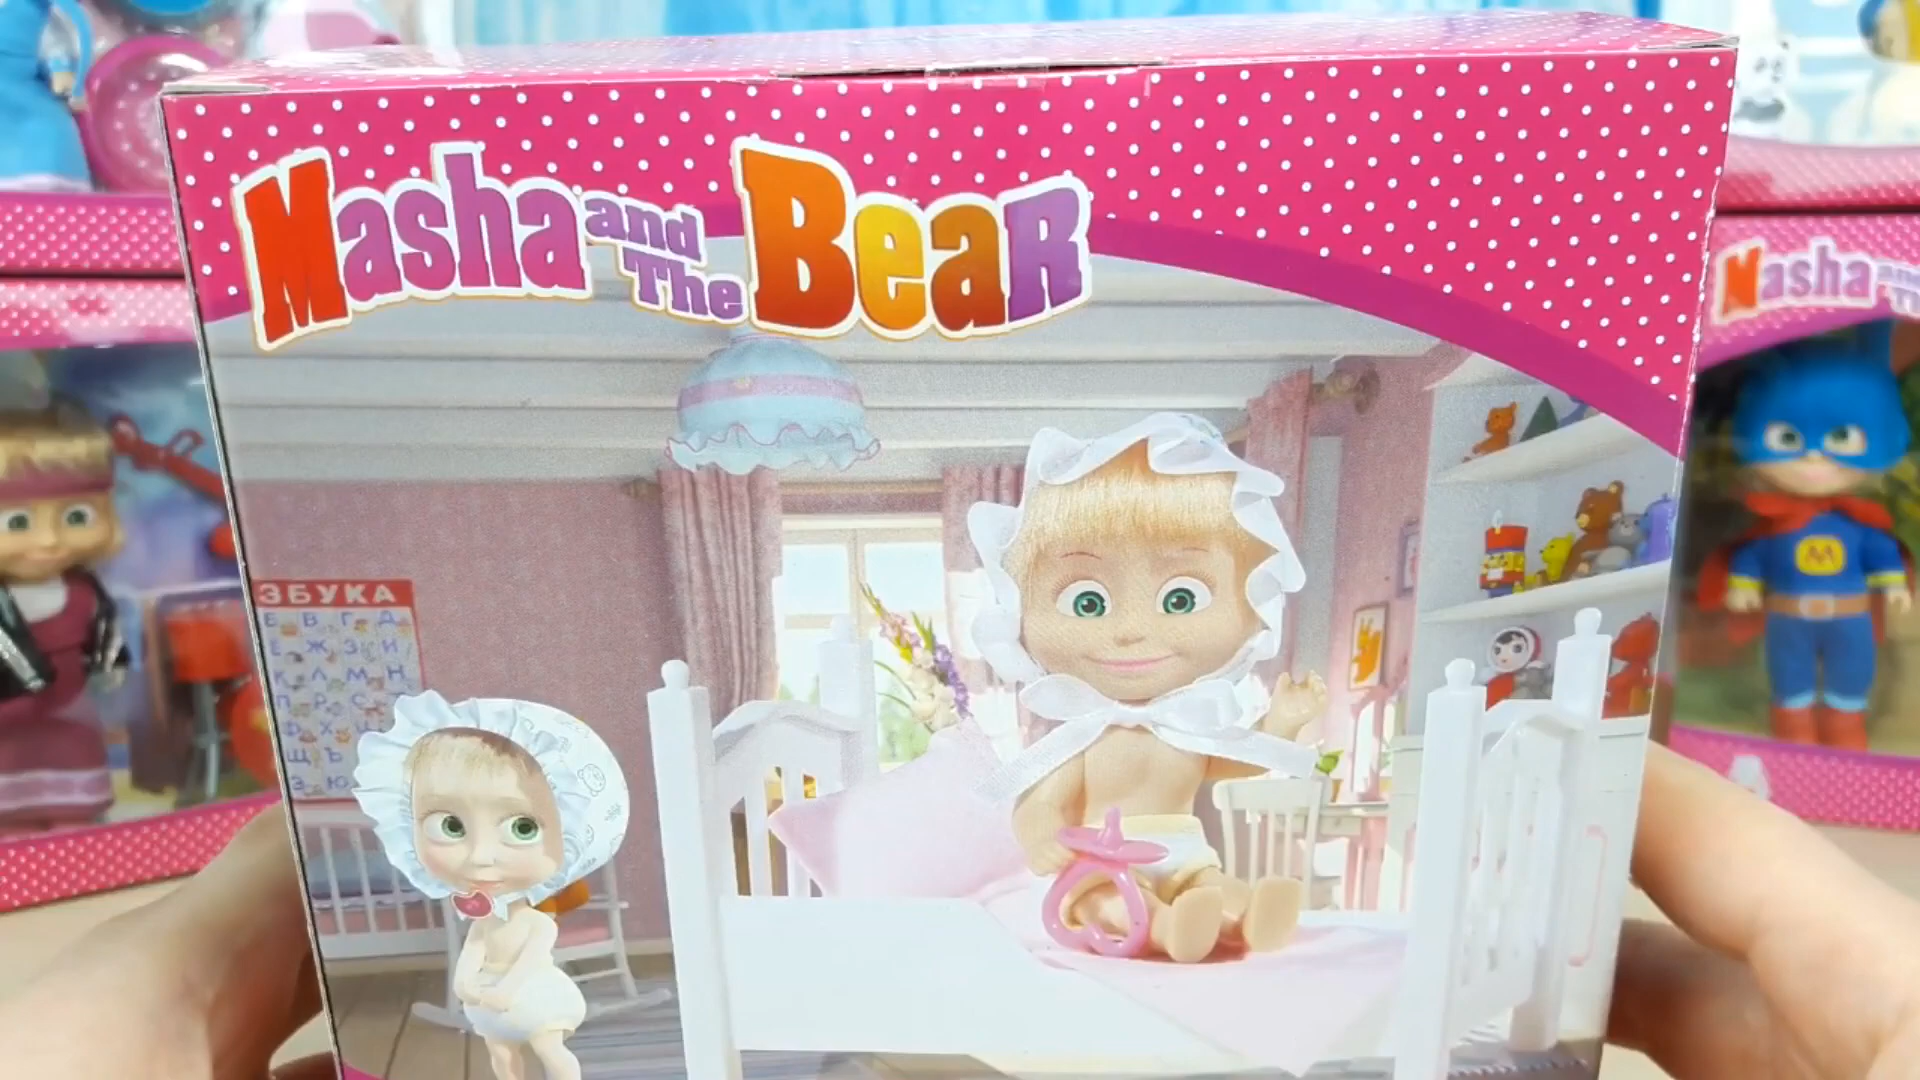 Masha and The Bear
Masha
ЗБУКА
Ж З И
К Л М Н
П Р С
Ф Х
Щ Ъ
Э Ю
M